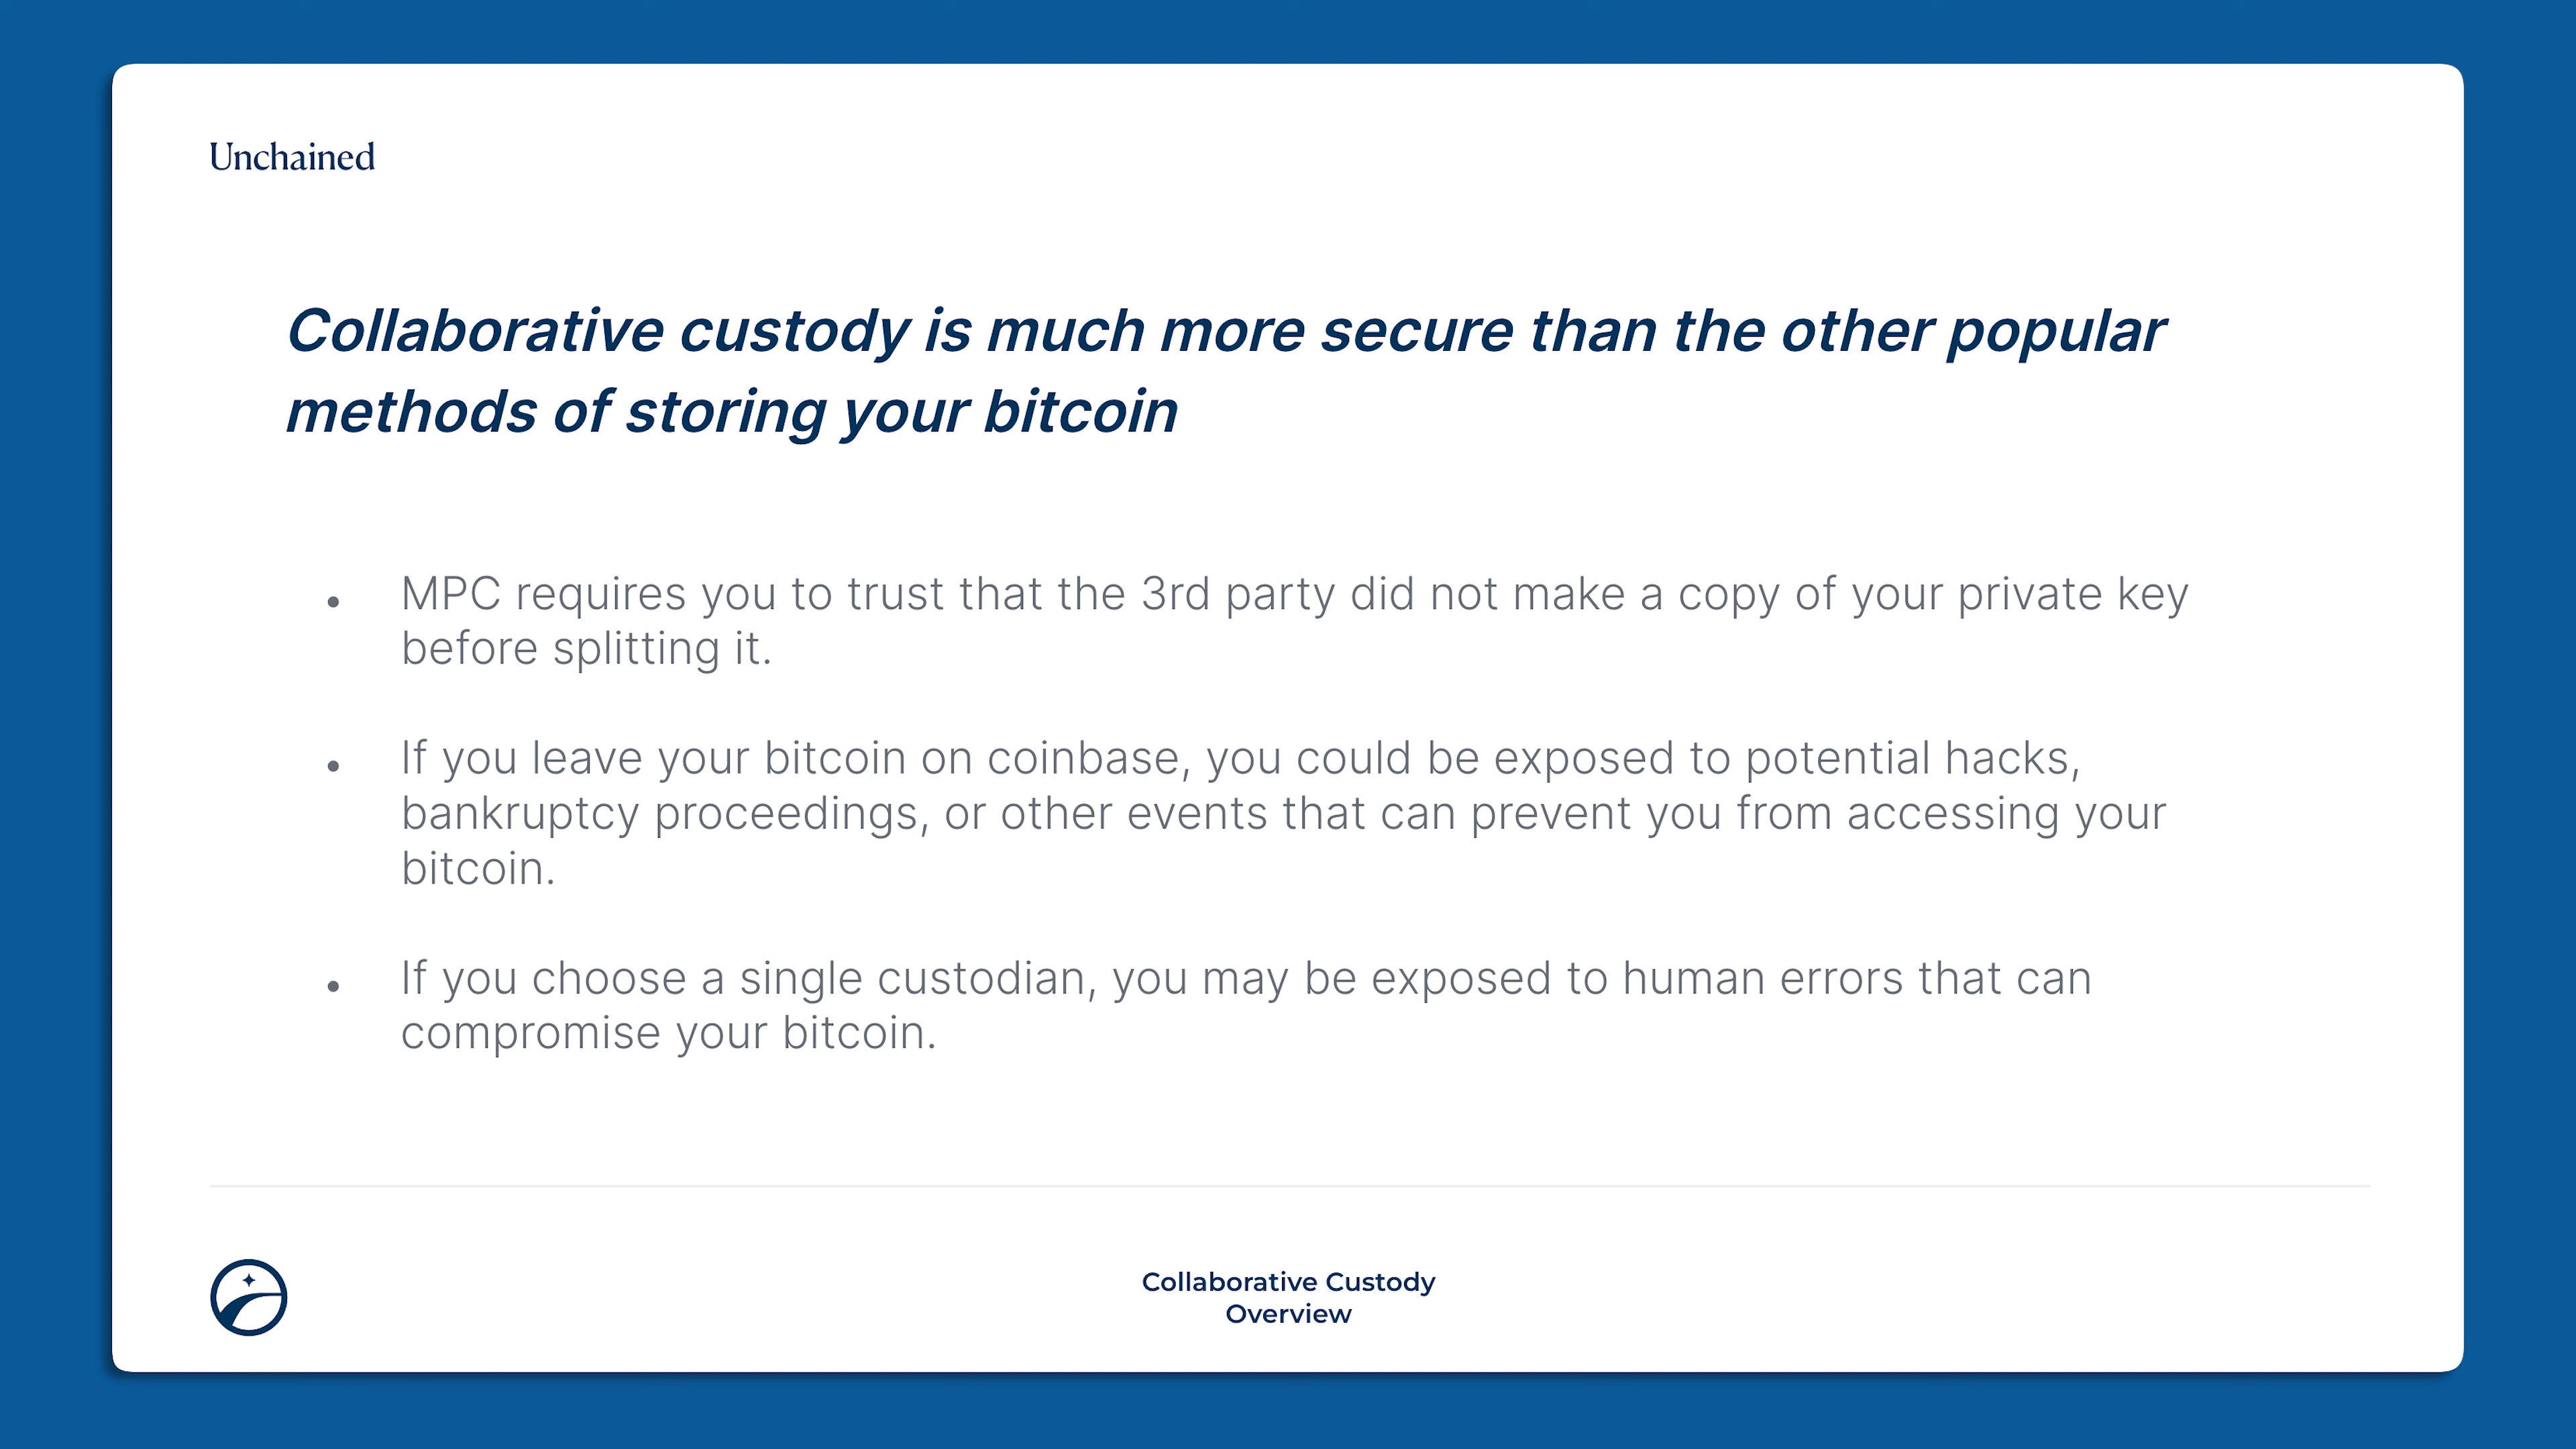 Unchained
Collaborative custody is much more secure than the other popular
methods of storing your bitcoin
• MPC requires you to trust that the 3rd party did not make a copy of your private key
before splitting it.
• If you leave your bitcoin on coinbase, you could be exposed to potential hacks,
bankruptcy proceedings, or other events that can prevent you from accessing your
bitcoin.
• If you choose a single custodian, you may be exposed to human errors that can
compromise your bitcoin.
Collaborative Custody
Overview